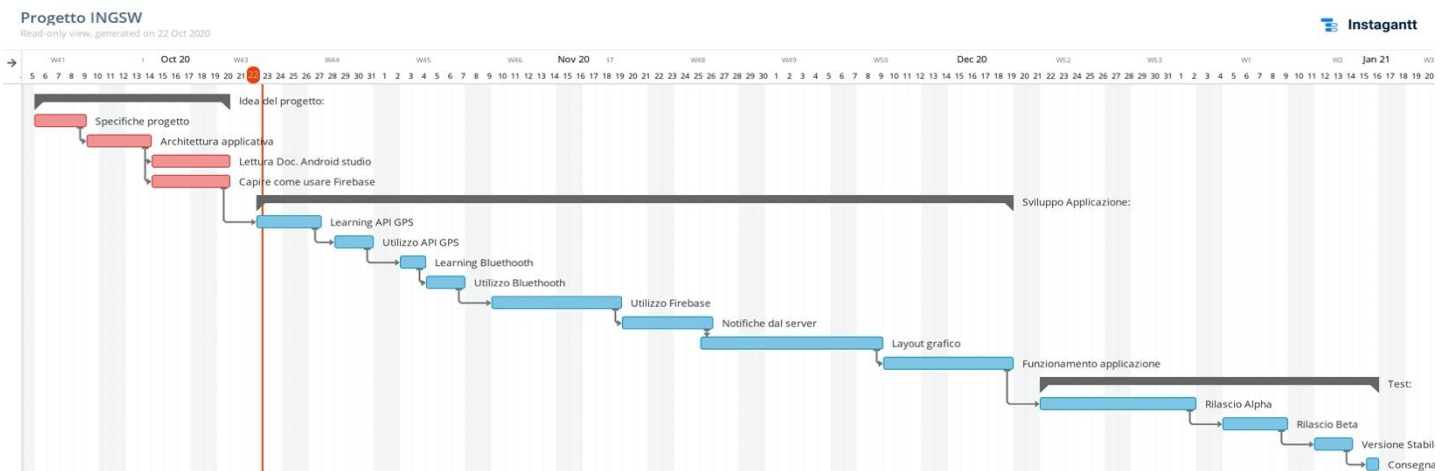 Progetto INGSW
Read-only view, generated on 22 Oct 2020
Instagantt
W41 Oct 20 W43 W44 W45 W46 Nov 20 W48 W49 W50 Dec 20 W52 W53 W1 W2 Jan 21
5 6 7 8 9 10 11 12 13 14 15 16 17 18 19 20 21 22 23 24 25 26 27 28 29 30 31 1 2 3 4 5 6 7 8 9 10 11 12 13 14 15 16 17 18 19 20 21 22 23 24 25 26 27 28 29 30 1 2 3 4 5 6 7 8 9 10 11 12 13 14 15 16 17 18 19 20 21 22 23 24 25 26 27 28 29 30 31 1 2 3 4 5 6 7 8 9 10 11 12 13 14 15 16 17 18 19 20
Idea del progetto:
Specifiche progetto
Architettura applicativa
Lettura Doc. Android studio
Capire come usare Firebase
Sviluppo Applicazione:
Learning API GPS
Utilizzo API GPS
Learning Bluethooth
Utilizzo Bluethooth
Utilizzo Firebase
Notifiche dal server
Layout grafico
Funzionamento applicazione
Test:
Rilascio Alpha
Rilascio Beta
Versione Stabil
Consegna